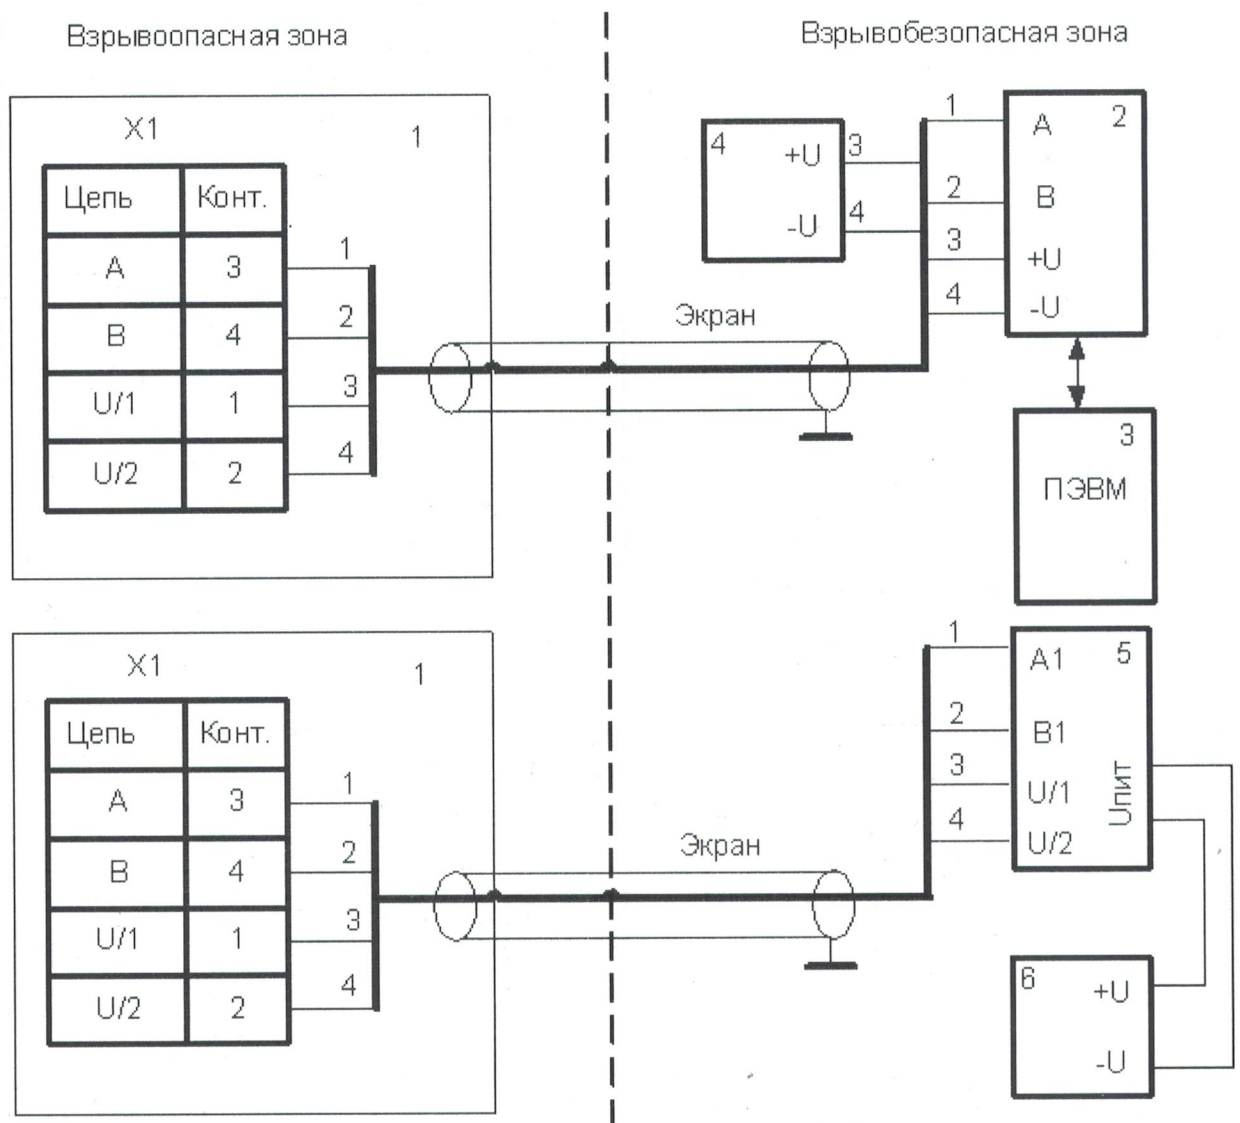 Взрывоопасная зона
Взрывобезопасная зона
X1
1
Цепь Конт.
A 3
B 4
U/1 1
U/2 2
1
2
3
4
Экран
4
+U
-U
3
4
1
2
3
4
2
A
B
+U
-U
3
ПЭВМ
X1
1
Цепь Конт.
A 3
B 4
U/1 1
U/2 2
1
2
3
4
Экран
1
2
3
4
5
A1
B1
U/1
U/2
Uпит
6
+U
-U